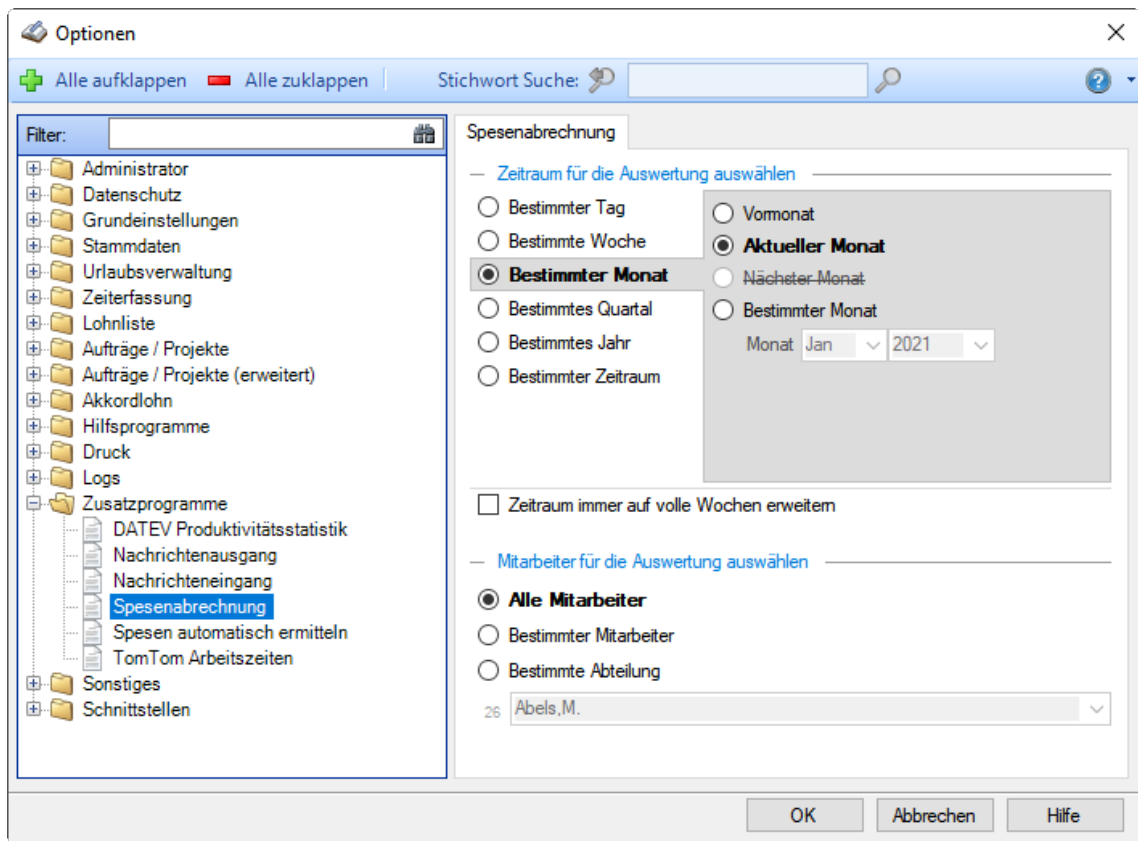 Optionen
Alle aufklappen Alle zuklappen Stichwort Suche:
Filter:
Administrator
Datenschutz
Grundeinstellungen
Stammdaten
Urlaubsverwaltung
Zeiterfassung
Lohnliste
Aufträge / Projekte
Aufträge / Projekte (erweitert)
Akkordlohn
Hilfsprogramme
Druck
Logs
Zusatzprogramme
DATEV Produktivitätsstatistik
Nachrichtenausgang
Nachrichteneingang
Spesenabrechnung
Spesen automatisch ermitteln
TomTom Arbeitszeiten
Sonstiges
Schnittstellen
Spesenabrechnung
Zeitraum für die Auswertung auswählen
Bestimmter Tag
Bestimmte Woche
Bestimmter Monat
Bestimmtes Quartal
Bestimmtes Jahr
Bestimmter Zeitraum
Vormonat
Aktueller Monat
Nächster Monat
Bestimmter Monat
Monat Jan 2021
Zeitraum immer auf volle Wochen erweitern
Mitarbeiter für die Auswertung auswählen
Alle Mitarbeiter
Bestimmter Mitarbeiter
Bestimmte Abteilung
26 Abels,M.
OK Abbrechen Hilfe